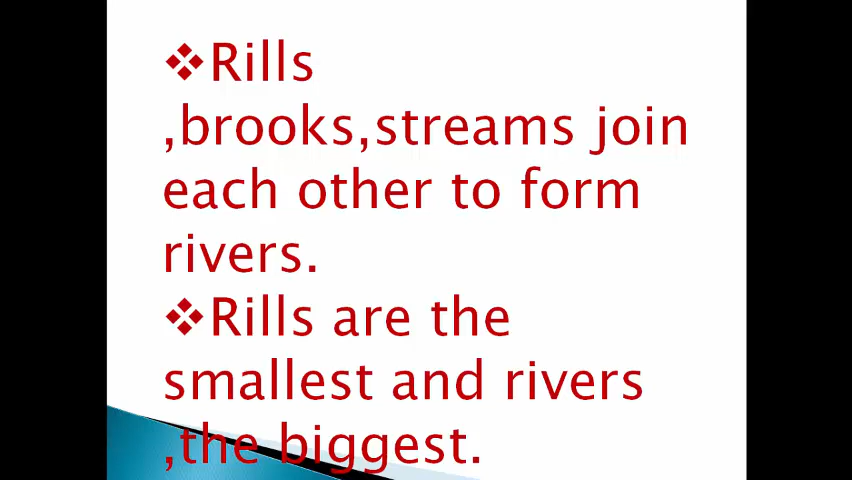 ❖Rills
,brooks,streams join
each other to form
rivers.
❖Rills are the
smallest and rivers
,the biggest.